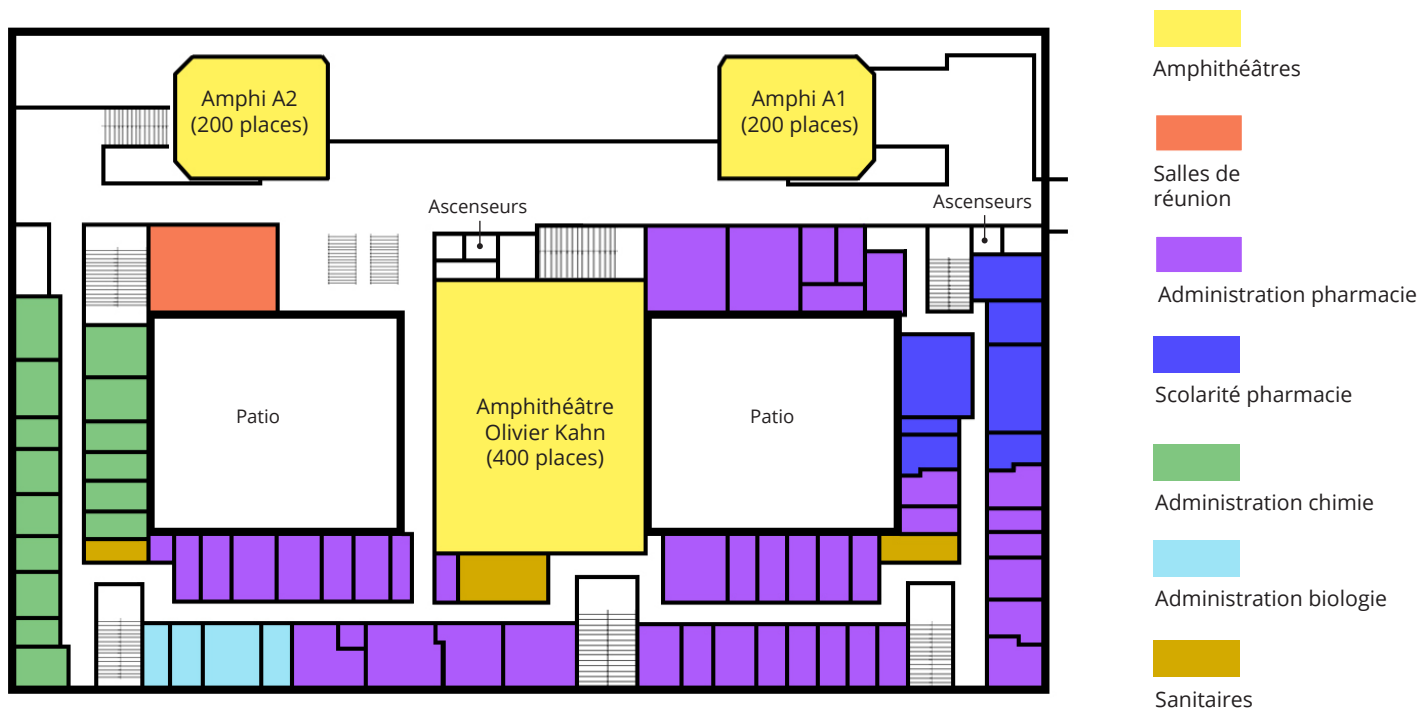 Amphi A2
(200 places)
Amphi A1
(200 places)
Ascenseurs
Ascenseurs
Patio
Amphithéâtre
Olivier Kahn
(400 places)
Patio
Amphithéâtres
Salles de
réunion
Administration pharmacie
Scolarité pharmacie
Administration chimie
Administration biologie
Sanitaires